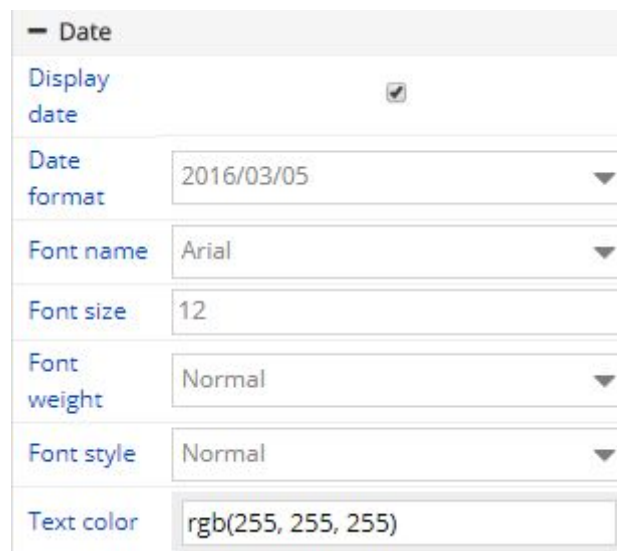 Date
Display
date
Date
format
2016/03/05
Font name
Arial
Font size
12
Font
weight
Normal
Font style
Normal
Text color
rgb(255, 255, 255)